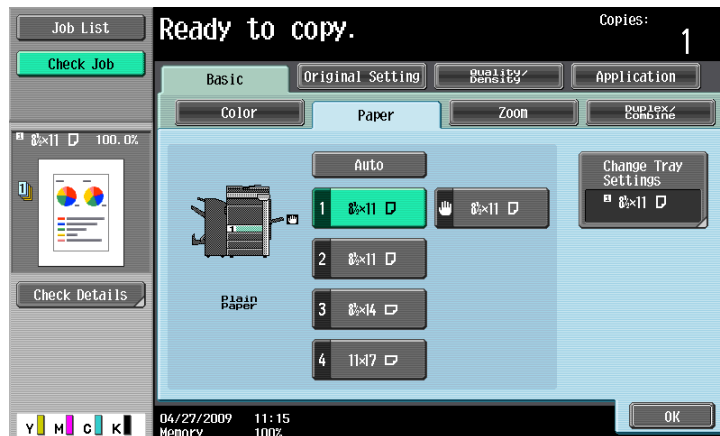 Job List
Ready to copy.
Copies:
1
Check Job
Basic
Original Setting
Quality/
Density
Application
Color
Paper
Zoom
Duplex/
Combine
1 8½×11 100.0%
Auto
Change Tray
Settings
1 8½×11
1 8½×11
8½×11
1
2 8½×11
Check Details
Plain
Paper
3 8½×14
4 11×17
OK
Y M C K
04/27/2009 11:15
Memory 100%